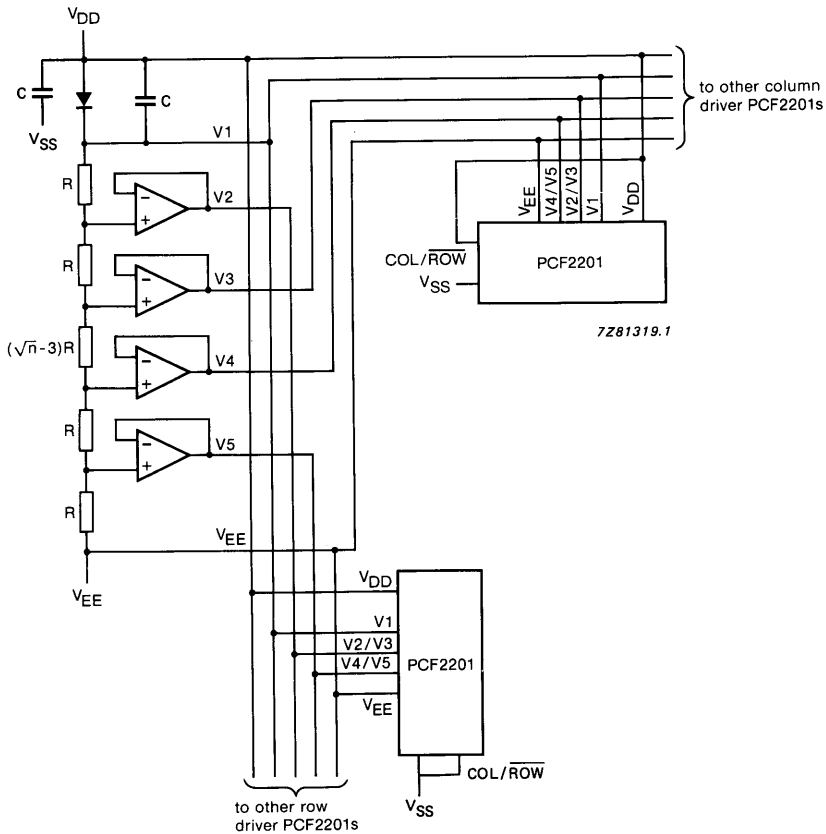 VDD
C
C
VSS
V1
R
V2
R
V3
(√n-3)R
V4
R
V5
R
VEE
VEE
to other column
driver PCF2201s
VEE
V4/V5
V2/V3
V1
VDD
COL/ROW
VSS
PCF2201
7Z81319.1
- +
- +
- +
- +
VDD
V1
V2/V3
V4/V5
VEE
PCF2201
COL/ROW
VSS
to other row
driver PCF2201s